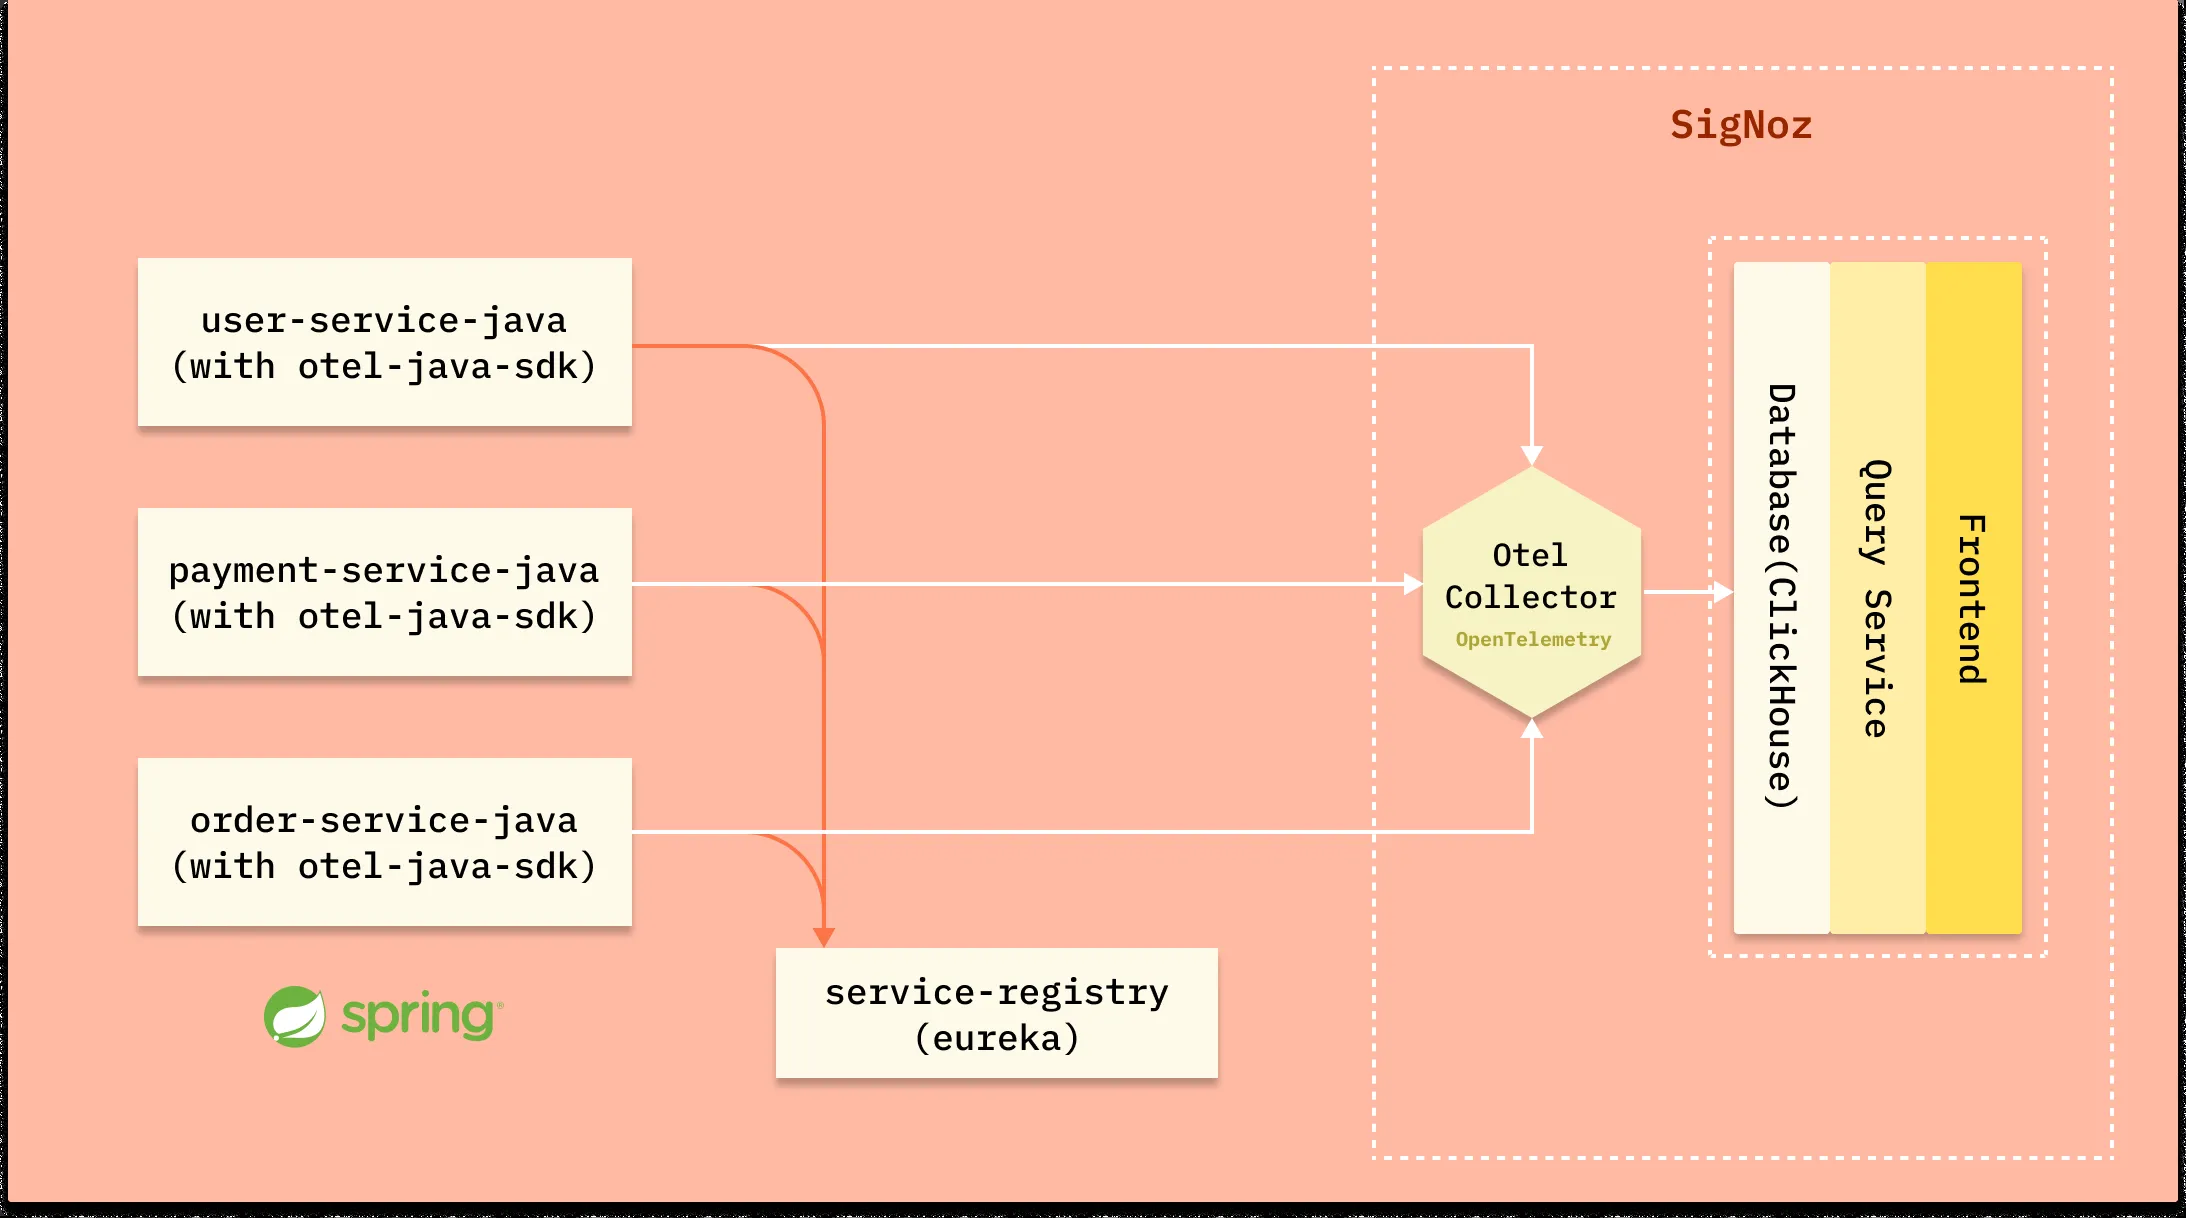 SigNoz
user-service-java
(with otel-java-sdk)
payment-service-java
(with otel-java-sdk)
order-service-java
(with otel-java-sdk)
spring®
service-registry
(eureka)
Otel
Collector
OpenTelemetry
Database(ClickHouse)
Query Service
Frontend